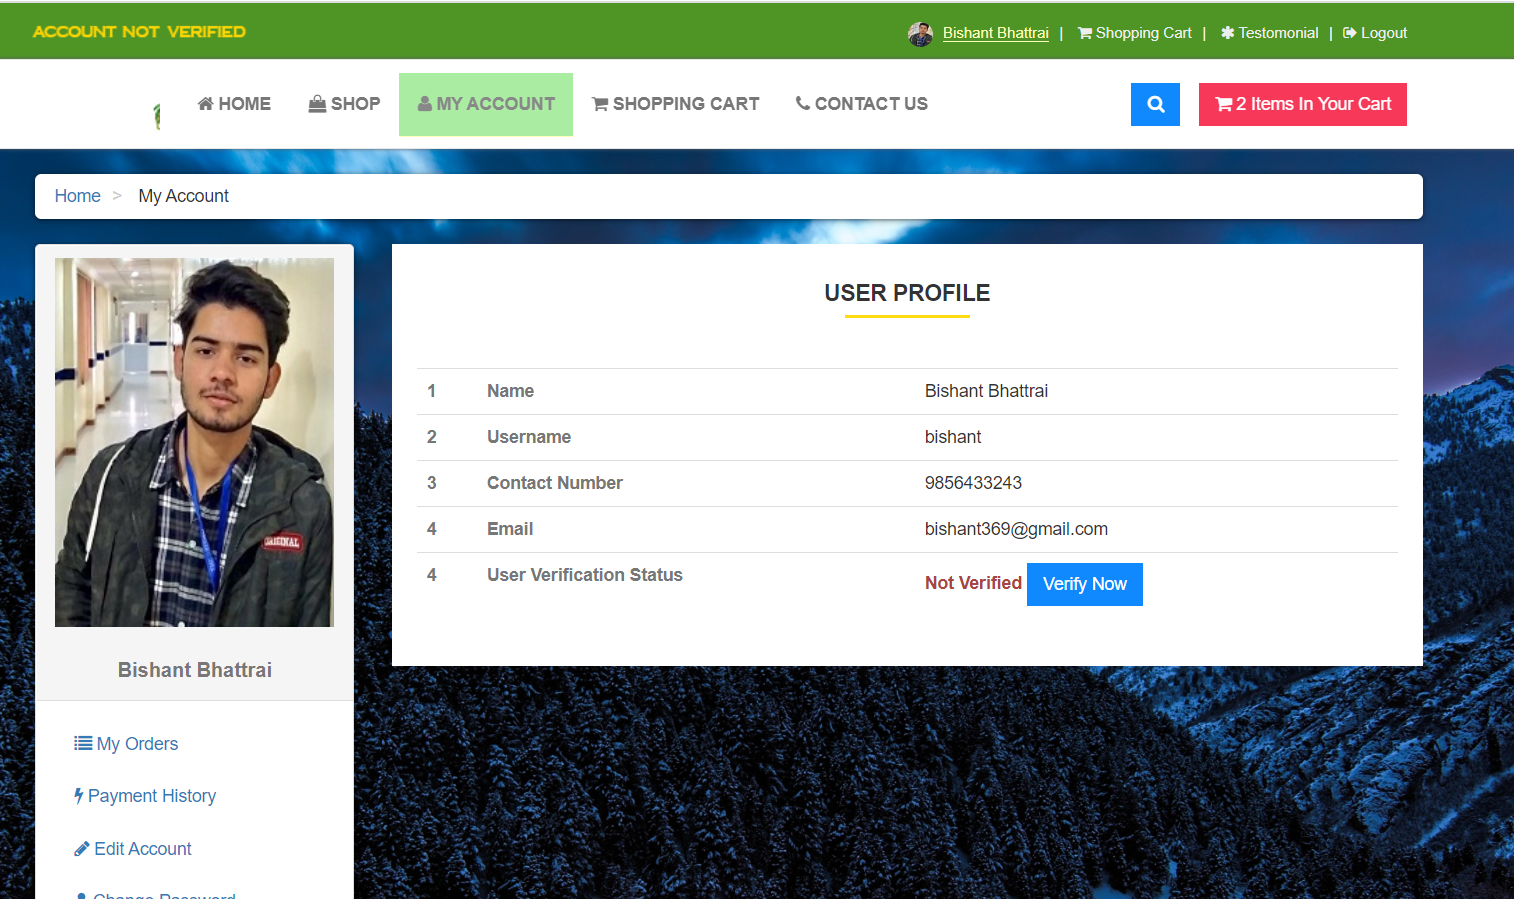 ACCOUNT NOT VERIFIED
Bishant Bhattrai | Shopping Cart | Testomonial | Logout
HOME SHOP MY ACCOUNT SHOPPING CART CONTACT US
2 Items In Your Cart
Home > My Account
USER PROFILE
1 Name Bishant Bhattrai
2 Username bishant
3 Contact Number 9856433243
4 Email bishant369@gmail.com
4 User Verification Status Not Verified Verify Now
ORIGINAL
Bishant Bhattrai
My Orders
Payment History
Edit Account
Change Password